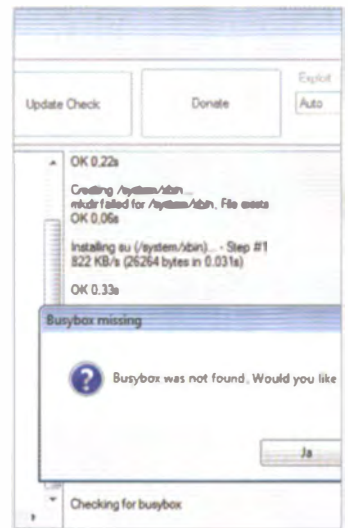 Exploit
Update Check
Donate
Auto
OK 0.22s
Creating /system/xbin...
mkdir failed for /system/xbin, File exists
OK 0,06s
Installing su (/system/xbin)... - Step #1
822 KB/s (26264 bytes in 0.031s)
OK 0.33s
Busybox missing
Busybox was not found, Would you like
Ja
Checking for busybox